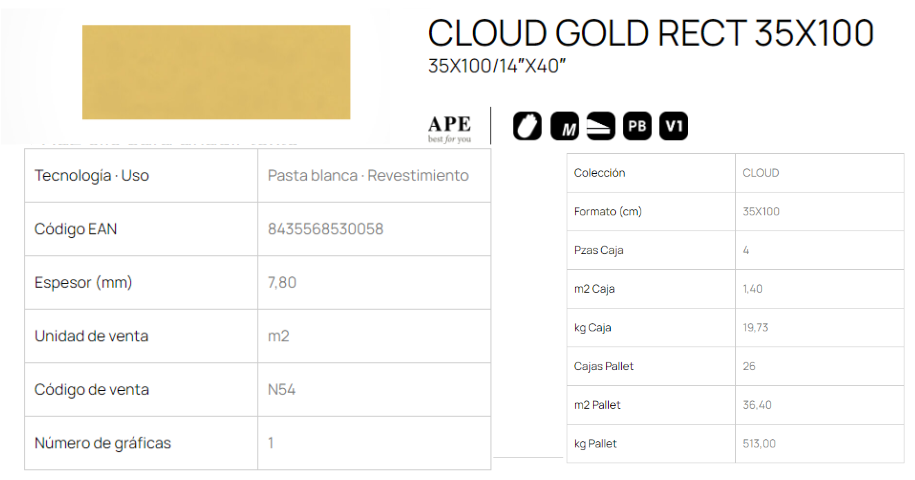 CLOUD GOLD RECT 35X100
35X100/14″X40″
APE
best for you
M
PB
V1
Tecnología · Uso Pasta blanca · Revestimiento
Código EAN 8435568530058
Espesor (mm) 7,80
Unidad de venta m2
Código de venta N54
Número de gráficas 1
Colección CLOUD
Formato (cm) 35X100
Pzas Caja 4
m2 Caja 1,40
kg Caja 19,73
Cajas Pallet 26
m2 Pallet 36,40
kg Pallet 513,00